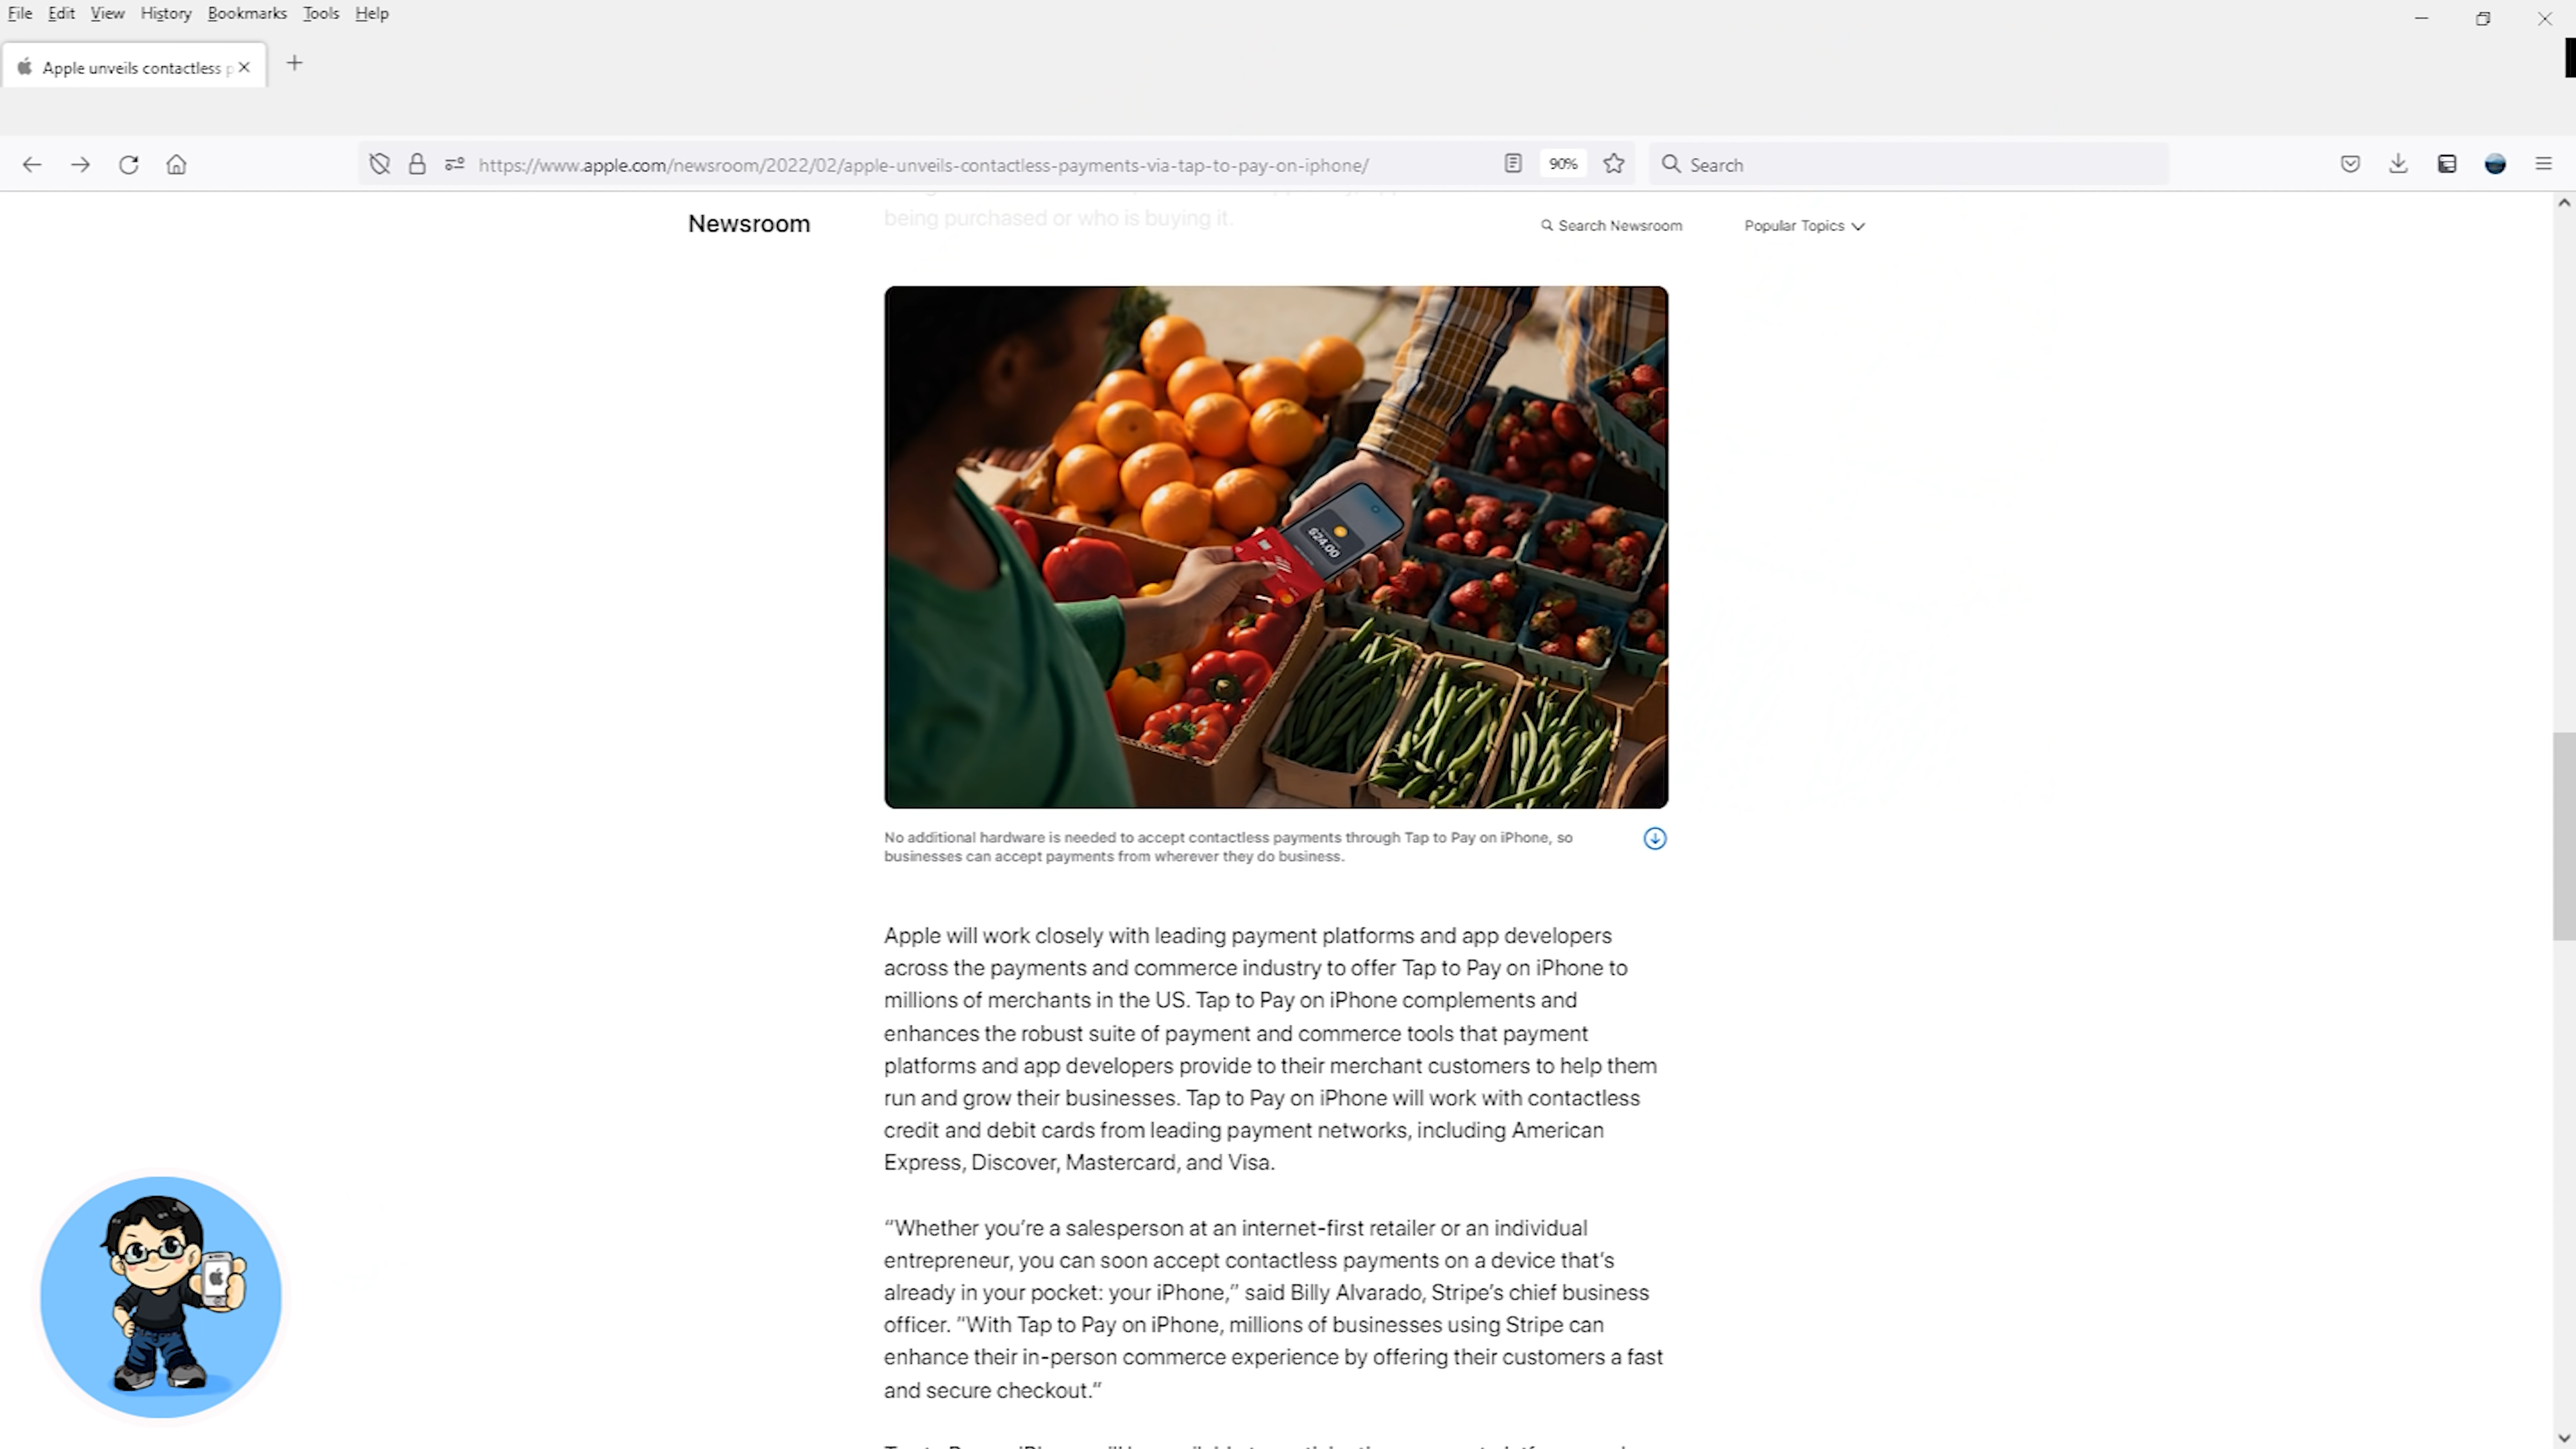 File Edit View History Bookmarks Tools Help
Apple unveils contactless p
https://www.apple.com/newsroom/2022/02/apple-unveils-contactless-payments-via-tap-to-pay-on-iphone/
90%
Search
being purchased or who is buying it.
Newsroom
Search Newsroom
Popular Topics
$24.00
No additional hardware is needed to accept contactless payments through Tap to Pay on iPhone, so
businesses can accept payments from wherever they do business.
Apple will work closely with leading payment platforms and app developers
across the payments and commerce industry to offer Tap to Pay on iPhone to
millions of merchants in the US. Tap to Pay on iPhone complements and
enhances the robust suite of payment and commerce tools that payment
platforms and app developers provide to their merchant customers to help them
run and grow their businesses. Tap to Pay on iPhone will work with contactless
credit and debit cards from leading payment networks, including American
Express, Discover, Mastercard, and Visa.
“Whether you’re a salesperson at an internet-first retailer or an individual
entrepreneur, you can soon accept contactless payments on a device that’s
already in your pocket: your iPhone,” said Billy Alvarado, Stripe’s chief business
officer. “With Tap to Pay on iPhone, millions of businesses using Stripe can
enhance their in-person commerce experience by offering their customers a fast
and secure checkout.”